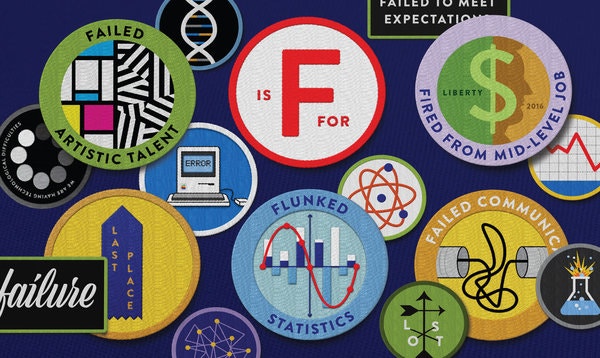 FAILED TO MEET
EXPECTATIONS
FAILED
ARTISTIC TALENT
IS
F
FOR
LIBERTY
2016
FIRED FROM MID-LEVEL JOB
WE ARE HAVING TECHNOLOGICAL DIFFICULTIES
ERROR
LAST
PLACE
FLUNKED
STATISTICS
FAILED COMMUNIC
failure
LOST